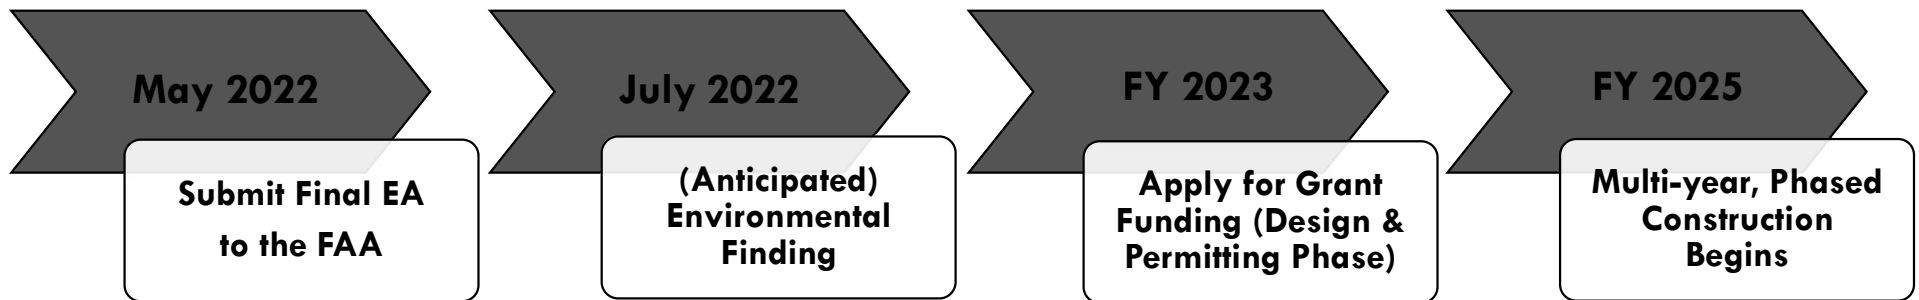 May 2022
Submit Final EA
to the FAA
July 2022
(Anticipated)
Environmental
Finding
FY 2023
Apply for Grant
Funding (Design &
Permitting Phase)
FY 2025
Multi-year, Phased
Construction
Begins